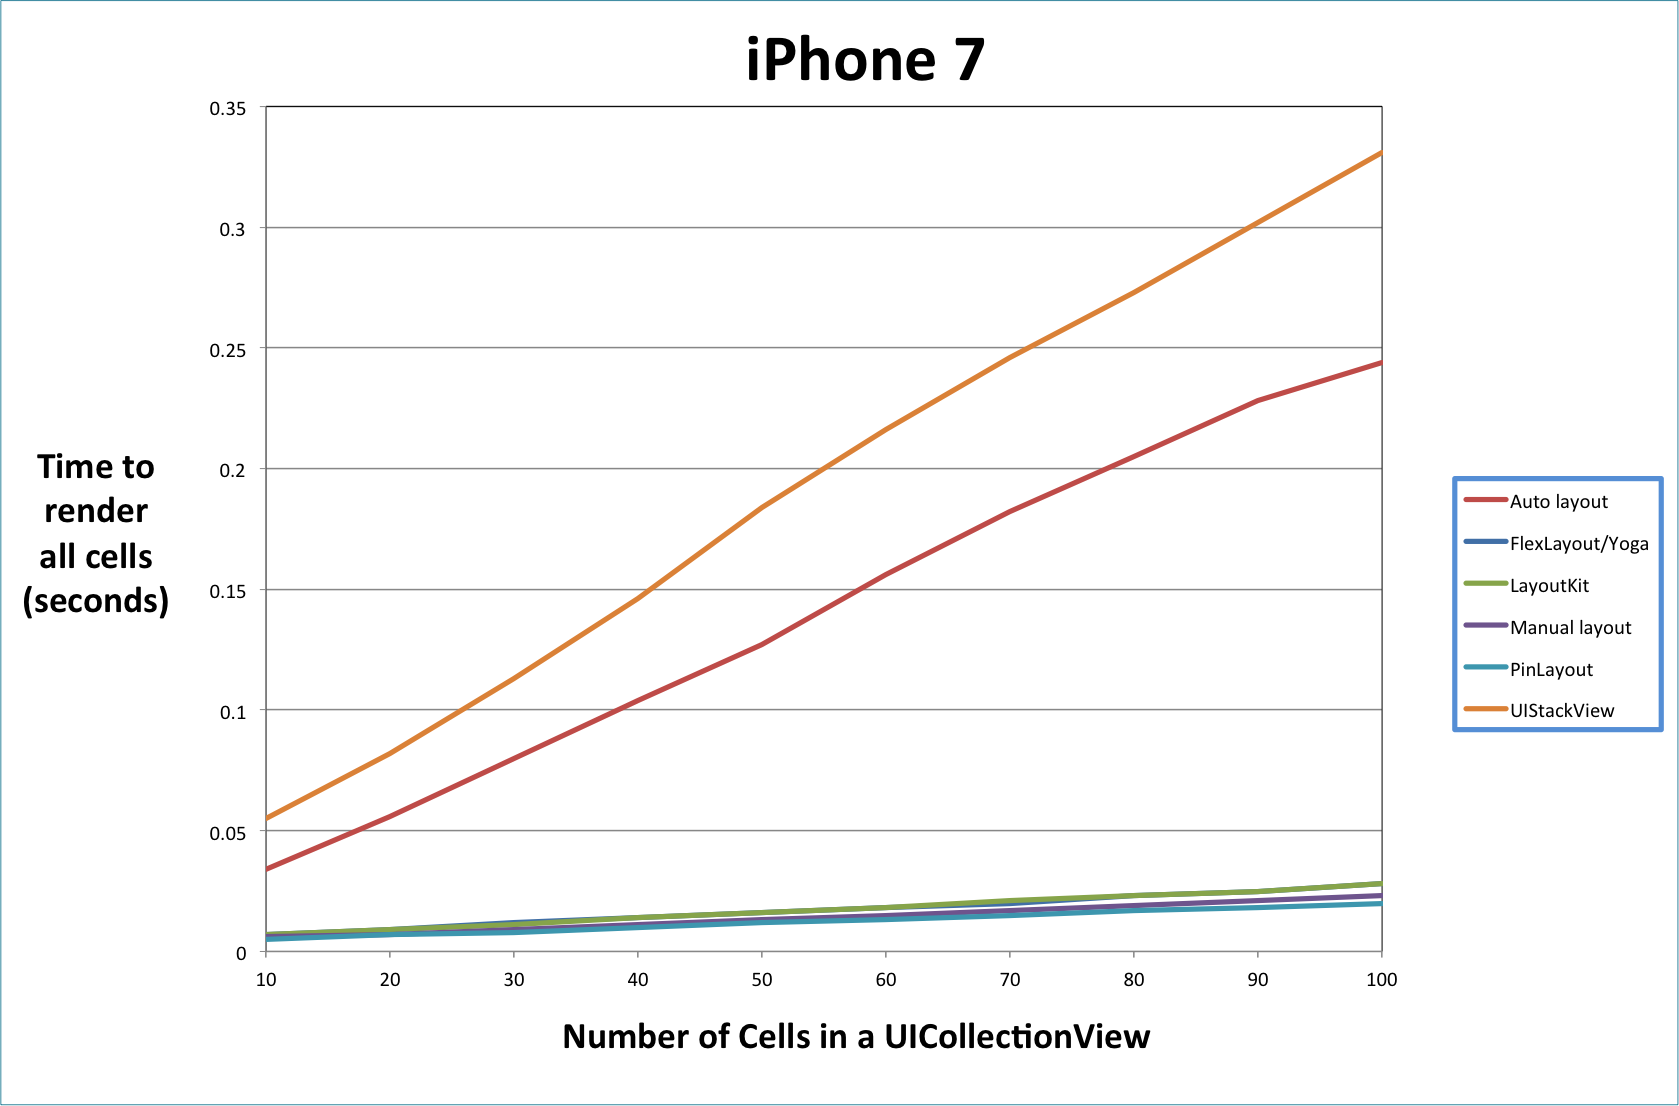 iPhone 7
0.35
0.3
0.25
0.2
0.15
0.1
0.05
0
Time to
render
all cells
(seconds)
10 20 30 40 50 60 70 80 90 100
Number of Cells in a UICollectionView
Auto layout
FlexLayout/Yoga
LayoutKit
Manual layout
PinLayout
UIStackView